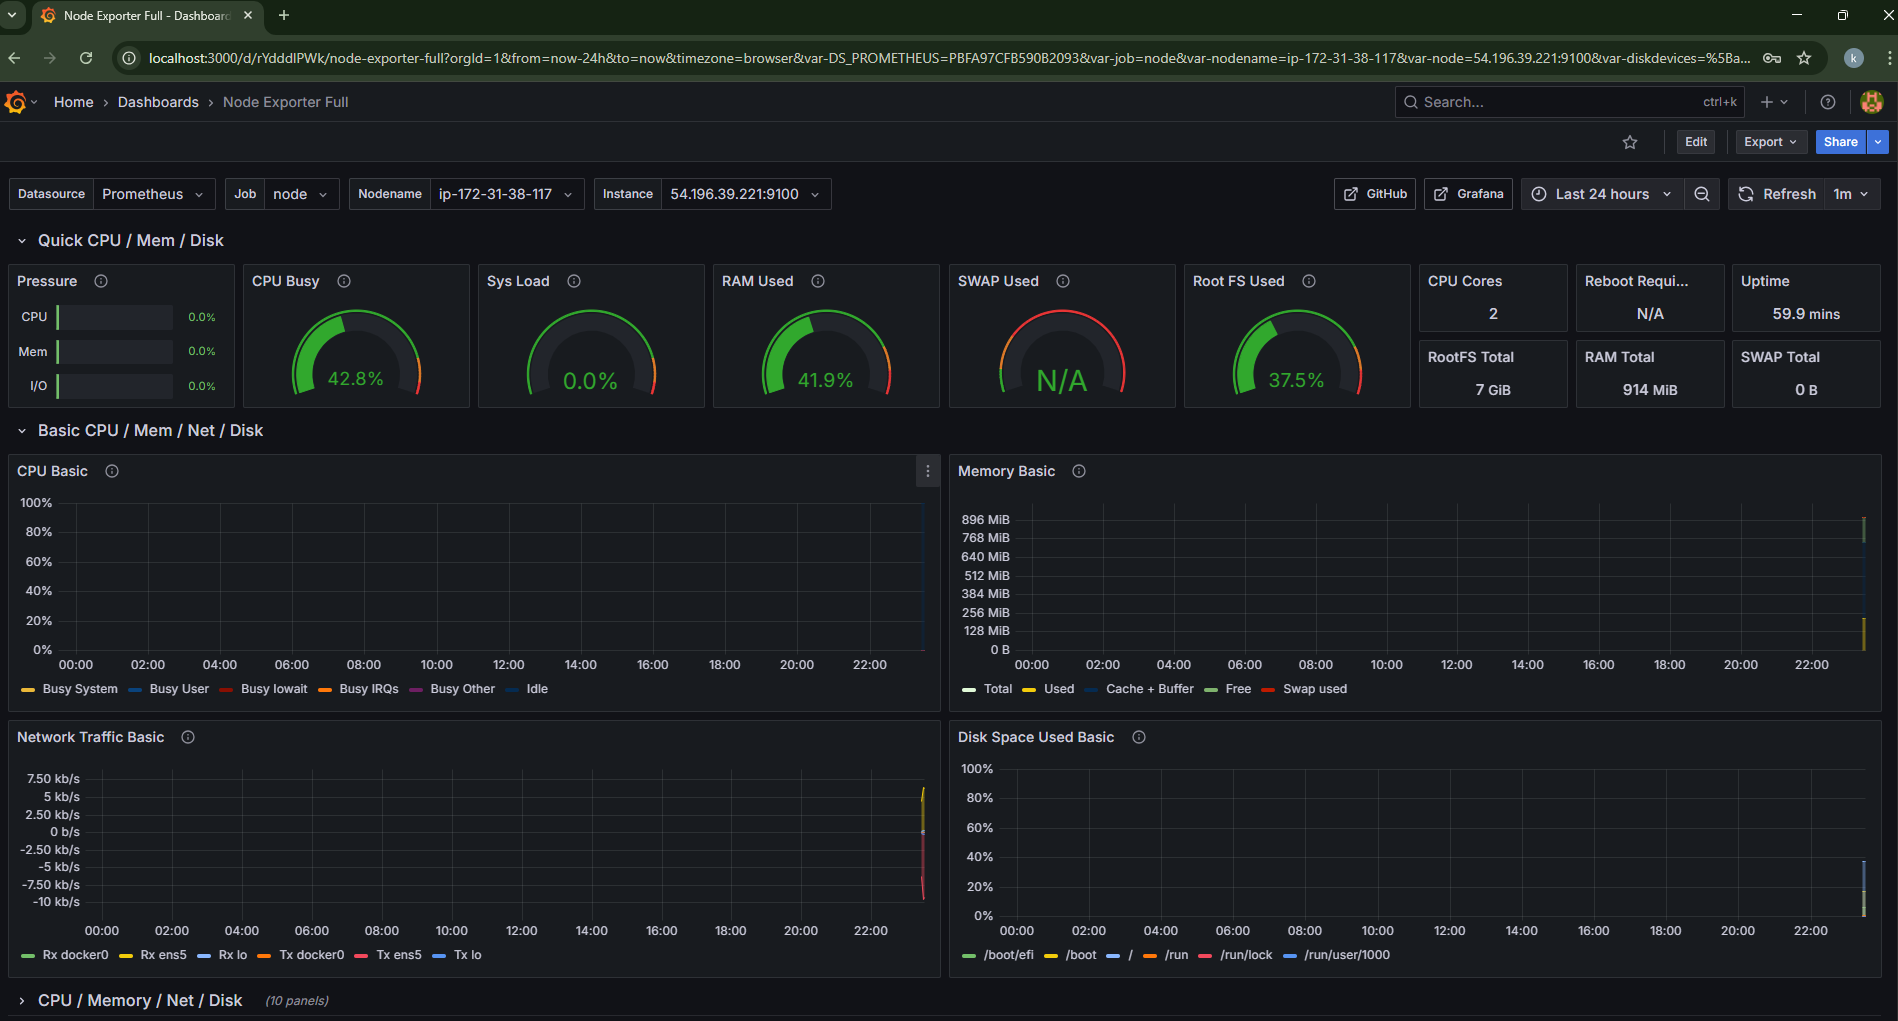 Node Exporter Full - Dashboard
localhost:3000/d/rYdddlPWk/node-exporter-full?orgId=1&from=now-24h&to=now&timezone=browser&var-DS_PROMETHEUS=PBFA97CFB590B2093&var-job=node&var-nodename=ip-172-31-38-117&var-node=54.196.39.221:9100&var-diskdevices=%5Ba...
k
Home › Dashboards › Node Exporter Full
Search... ctrl+k
Edit Export Share
Datasource Prometheus Job node Nodename ip-172-31-38-117 Instance 54.196.39.221:9100 GitHub Grafana Last 24 hours Refresh 1m
Quick CPU / Mem / Disk
Pressure
CPU 0.0%
Mem 0.0%
I/O 0.0%
CPU Busy
42.8%
Sys Load
0.0%
RAM Used
41.9%
SWAP Used
N/A
Root FS Used
37.5%
CPU Cores
2
Reboot Requi...
N/A
Uptime
59.9 mins
RootFS Total
7 GiB
RAM Total
914 MiB
SWAP Total
0 B
Basic CPU / Mem / Net / Disk
CPU Basic
100%
80%
60%
40%
20%
0%
00:00 02:00 04:00 06:00 08:00 10:00 12:00 14:00 16:00 18:00 20:00 22:00
Busy System Busy User Busy Iowait Busy IRQs Busy Other Idle
Memory Basic
896 MiB
768 MiB
640 MiB
512 MiB
384 MiB
256 MiB
128 MiB
0 B
00:00 02:00 04:00 06:00 08:00 10:00 12:00 14:00 16:00 18:00 20:00 22:00
Total Used Cache + Buffer Free Swap used
Network Traffic Basic
7.50 kb/s
5 kb/s
2.50 kb/s
0 b/s
-2.50 kb/s
-5 kb/s
-7.50 kb/s
-10 kb/s
00:00 02:00 04:00 06:00 08:00 10:00 12:00 14:00 16:00 18:00 20:00 22:00
Rx docker0 Rx ens5 Rx lo Tx docker0 Tx ens5 Tx lo
Disk Space Used Basic
100%
80%
60%
40%
20%
0%
00:00 02:00 04:00 06:00 08:00 10:00 12:00 14:00 16:00 18:00 20:00 22:00
/boot/efi /boot / /run /run/lock /run/user/1000
CPU / Memory / Net / Disk (10 panels)